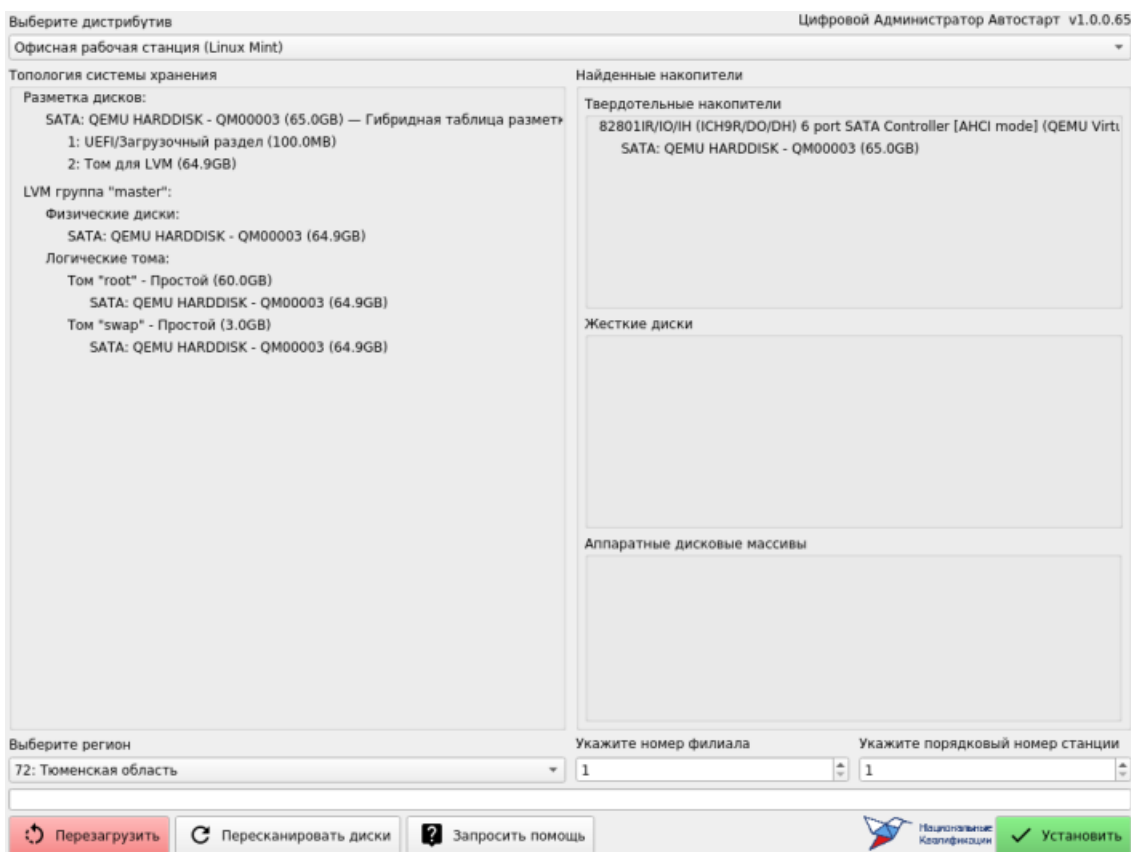 Выберите дистрибутив
Цифровой Администратор Автостарт v1.0.0.65
Офисная рабочая станция (Linux Mint)
Топология системы хранения
Разметка дисков:
SATA: QEMU HARDDISK - QM00003 (65.0GB) — Гибридная таблица разметк
1: UEFI/Загрузочный раздел (100.0MB)
2: Том для LVM (64.9GB)
LVM группа "master":
Физические диски:
SATA: QEMU HARDDISK - QM00003 (64.9GB)
Логические тома:
Том "root" - Простой (60.0GB)
SATA: QEMU HARDDISK - QM00003 (64.9GB)
Том "swap" - Простой (3.0GB)
SATA: QEMU HARDDISK - QM00003 (64.9GB)
Найденные накопители
Твердотельные накопители
82801IR/IO/IH (ICH9R/DO/DH) 6 port SATA Controller [AHCI mode] (QEMU Virtu
SATA: QEMU HARDDISK - QM00003 (65.0GB)
Жесткие диски
Аппаратные дисковые массивы
Выберите регион
72: Тюменская область
Укажите номер филиала
1
Укажите порядковый номер станции
1
Перезагрузить
Пересканировать диски
Запросить помощь
Национальные
Квалификации
Установить